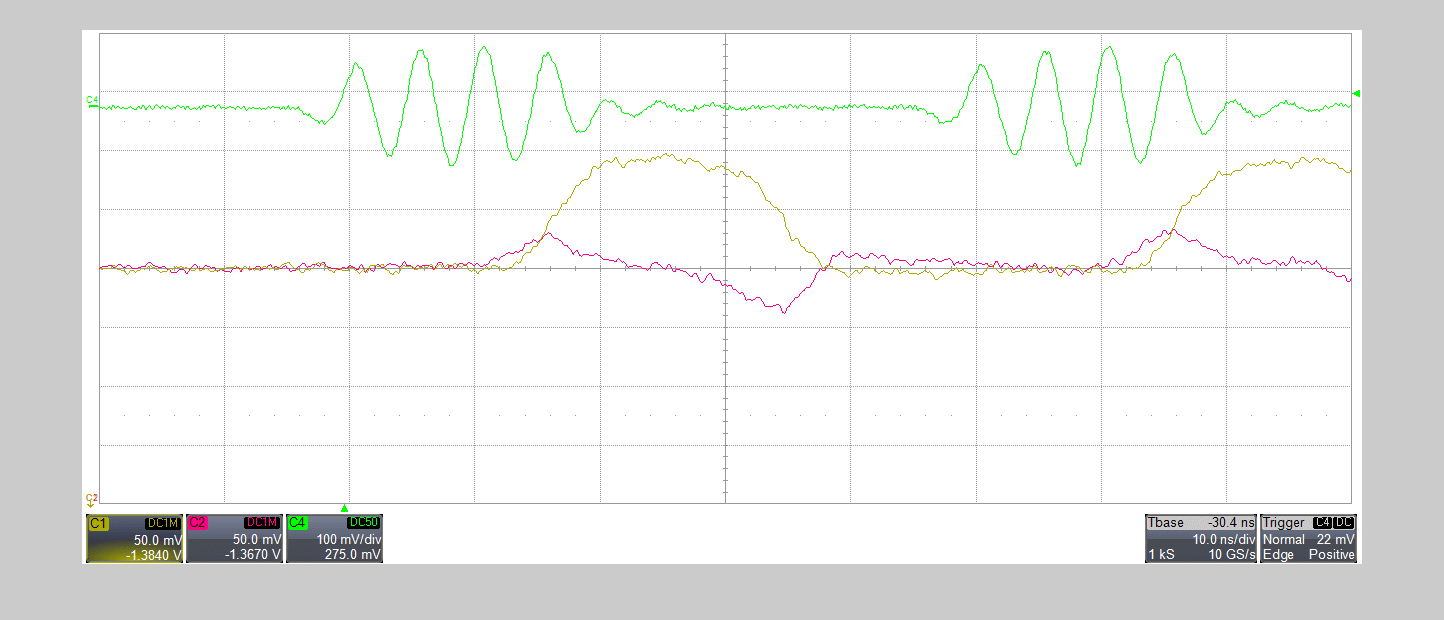 C4
C2
C1 DC1M
50.0 mV
-1.3840 V
C2 DC1M
50.0 mV
-1.3670 V
C4 DC50
100 mV/div
275.0 mV
Tbase -30.4 ns
10.0 ns/div
1 kS 10 GS/s
Trigger C4 DC
Normal 22 mV
Edge Positive